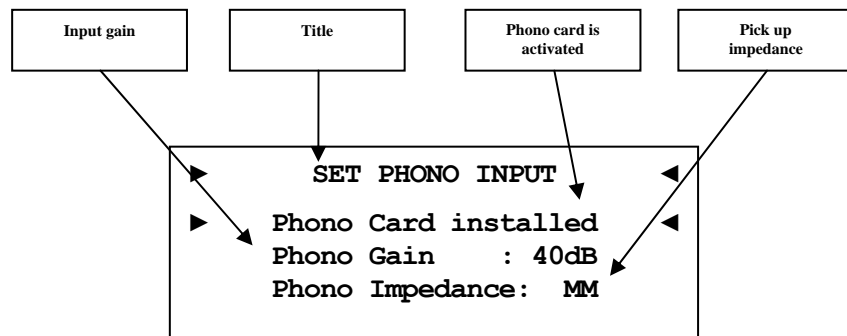 Input gain
Title
Phono card is
activated
Pick up
impedance
► SET PHONO INPUT ◄
► Phono Card installed ◄
Phono Gain : 40dB
Phono Impedance: MM